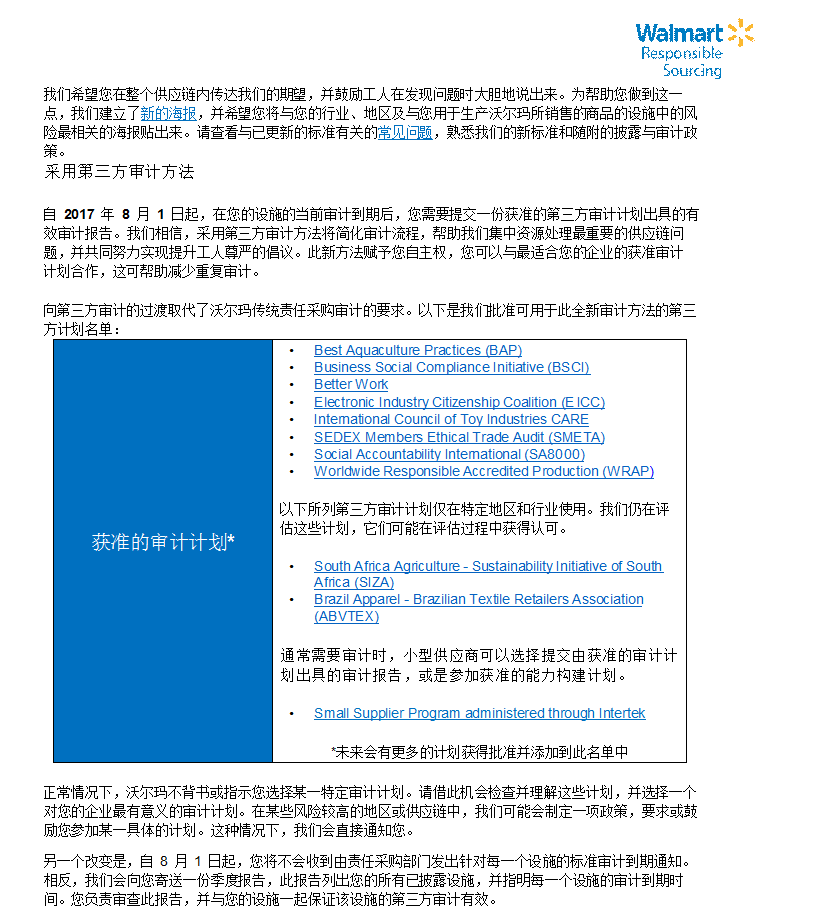 Walmart
Responsible
Sourcing
我们希望您在整个供应链内传达我们的期望，并鼓励工人在发现问题时大胆地说出来。为帮助您做到这一
点，我们建立了新的海报，并希望您将与您的行业、地区及与您用于生产沃尔玛所销售的商品的设施中的风
险最相关的海报贴出来。请查看与已更新的标准有关的常见问题，熟悉我们的新标准和随附的披露与审计政
策。
采用第三方审计方法
自 2017 年 8 月 1 日起，在您的设施的当前审计到期后，您需要提交一份获准的第三方审计计划出具的有
效审计报告。我们相信，采用第三方审计方法将简化审计流程，帮助我们集中资源处理最重要的供应链问
题，并共同努力实现提升工人尊严的倡议。此新方法赋予您自主权，您可以与最适合您的企业的获准审计
计划合作，这可帮助减少重复审计。
向第三方审计的过渡取代了沃尔玛传统责任采购审计的要求。以下是我们批准可用于此全新审计方法的第三
方计划名单：
获准的审计计划*
• Best Aquaculture Practices (BAP)
• Business Social Compliance Initiative (BSCI)
• Better Work
• Electronic Industry Citizenship Coalition (EICC)
• International Council of Toy Industries CARE
• SEDEX Members Ethical Trade Audit (SMETA)
• Social Accountability International (SA8000)
• Worldwide Responsible Accredited Production (WRAP)
以下所列第三方审计计划仅在特定地区和行业使用。我们仍在评
估这些计划，它们可能在评估过程中获得认可。
• South Africa Agriculture - Sustainability Initiative of South
Africa (SIZA)
• Brazil Apparel - Brazilian Textile Retailers Association
(ABVTEX)
通常需要审计时，小型供应商可以选择提交由获准的审计计
划出具的审计报告，或是参加获准的能力构建计划。
• Small Supplier Program administered through Intertek
*未来会有更多的计划获得批准并添加到此名单中
正常情况下，沃尔玛不背书或指示您选择某一特定审计计划。请借此机会检查并理解这些计划，并选择一个
对您的企业最有意义的审计计划。在某些风险较高的地区或供应链中，我们可能会制定一项政策，要求或鼓
励您参加某一具体的计划。这种情况下，我们会直接通知您。
另一个改变是，自 8 月 1 日起，您将不会收到由责任采购部门发出针对每一个设施的标准审计到期通知。
相反，我们会向您寄送一份季度报告，此报告列出您的所有已披露设施，并指明每一个设施的审计到期时
间。您负责审查此报告，并与您的设施一起保证该设施的第三方审计有效。